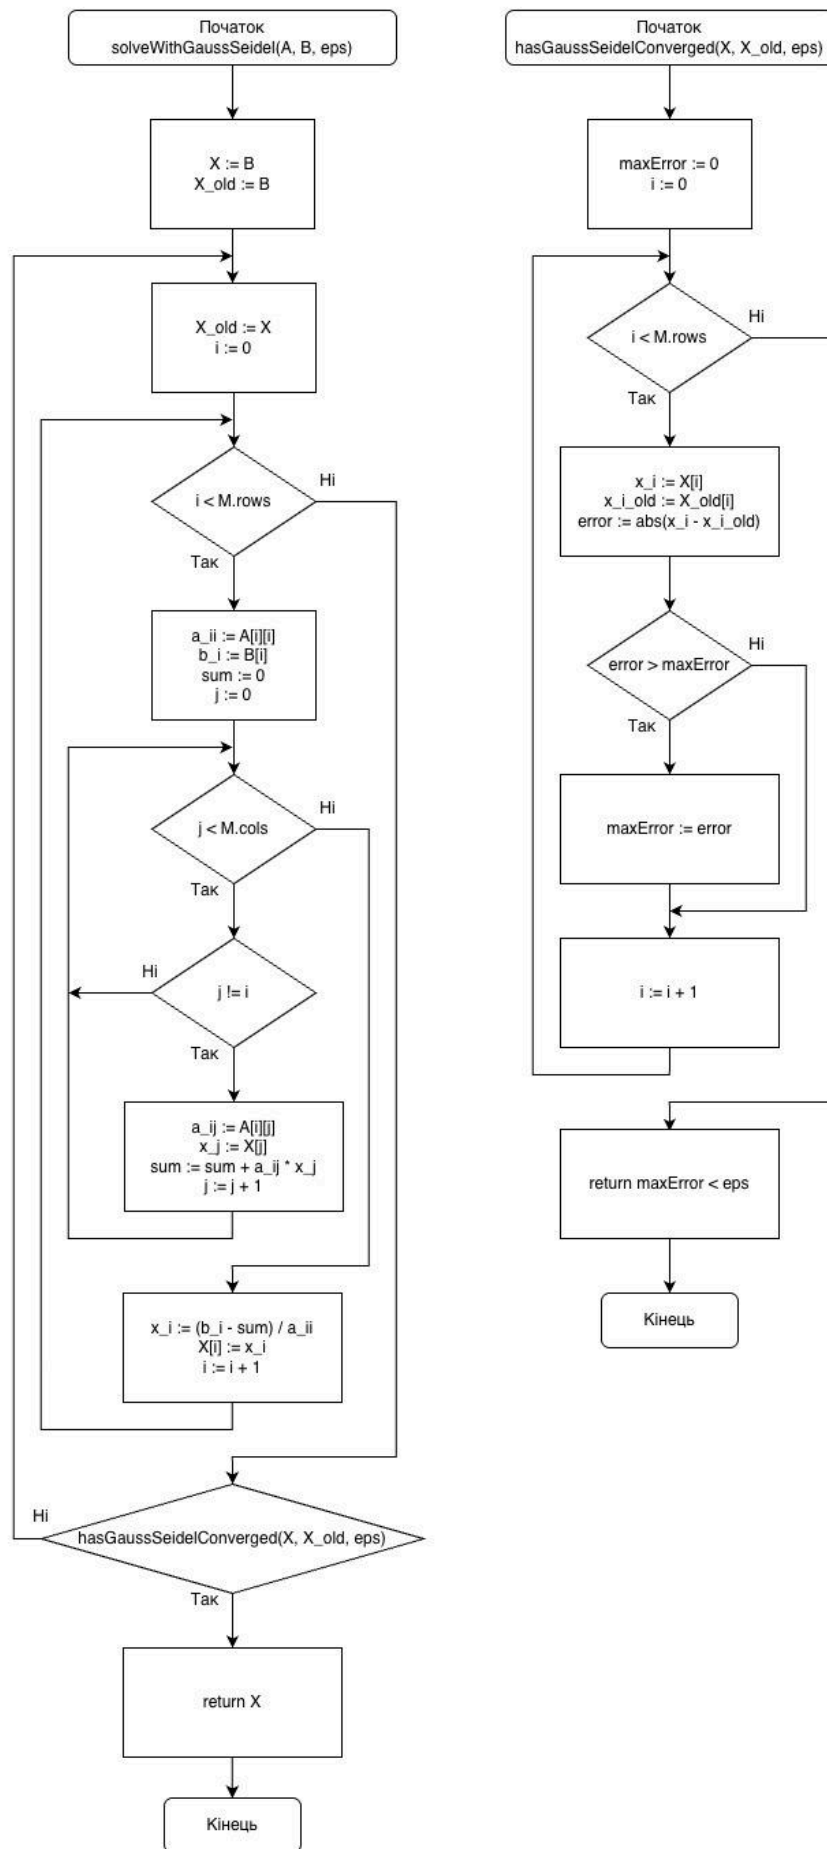 Початок
solveWithGaussSeidel(A, B, eps)
X := B
X_old := B
X_old := X
i := 0
i < M.rows
Ні
Так
a_ii := A[i][i]
b_i := B[i]
sum := 0
j := 0
j < M.cols
Ні
Так
j != i
Ні
Так
a_ij := A[i][j]
x_j := X[j]
sum := sum + a_ij * x_j
j := j + 1
x_i := (b_i - sum) / a_ii
X[i] := x_i
i := i + 1
Ні
hasGaussSeidelConverged(X, X_old, eps)
Так
return X
Кінець
Початок
hasGaussSeidelConverged(X, X_old, eps)
maxError := 0
i := 0
Ні
i < M.rows
Так
x_i := X[i]
x_i_old := X_old[i]
error := abs(x_i - x_i_old)
Ні
error > maxError
Так
maxError := error
i := i + 1
return maxError < eps
Кінець